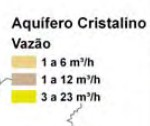 Aquífero Cristalino
Vazão
1 a 6 m³/h
1 a 12 m³/h
3 a 23 m³/h